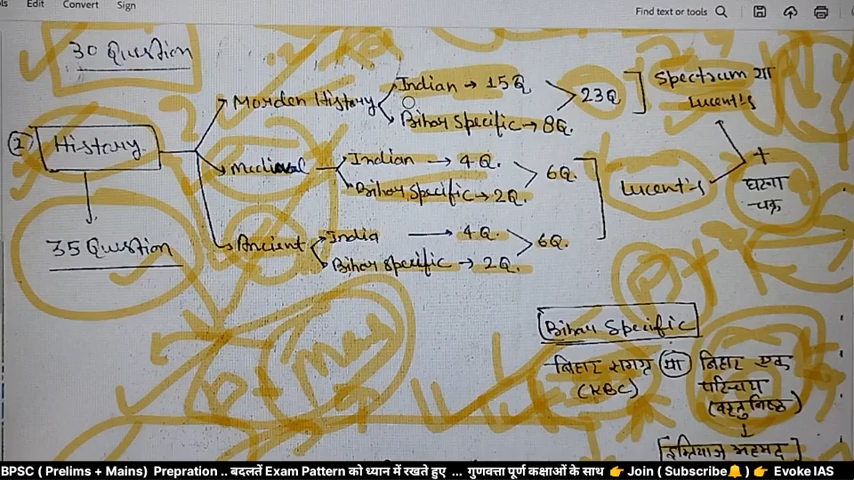 Edit Convert Sign Find text or tools
30 Question
(2) History
35 Question
Morden History
Indian → 15Q
Bihar Specific → 8Q.
23Q
Spectrum या
Lucent's
Medieval
Indian → 4Q.
Bihar Specific → 2Q.
6Q.
Lucent's
+
घटना
चक्र
Ancient
India → 4Q.
Bihar Specific → 2Q.
6Q.
Map
Bihar Specific
बिहार समग्र या बिहार एक
(KBC) परिचय
(वस्तुनिष्ठ)
↓
[इम्तियाज अहमद]
BPSC ( Prelims + Mains) Prepration .. बदलतें Exam Pattern को ध्यान में रखते हुए ... गुणवत्ता पूर्ण कक्षाओं के साथ 👉 Join ( Subscribe🔔 ) 👉 Evoke IAS